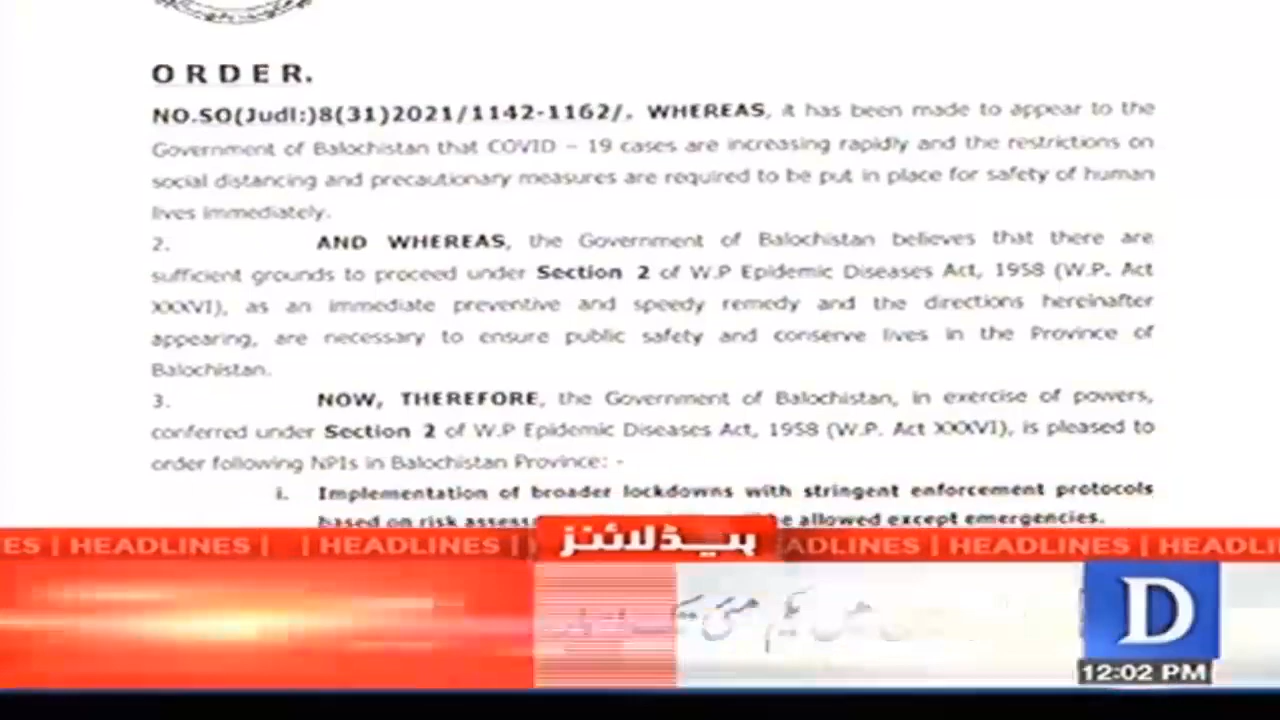 ORDER.
NO.SO(Judl:)8(31)2021/1142-1162/. WHEREAS, it has been made to appear to the
Government of Balochistan that COVID – 19 cases are increasing rapidly and the restrictions on
social distancing and precautionary measures are required to be put in place for safety of human
lives immediately.
2. AND WHEREAS, the Government of Balochistan believes that there are
sufficient grounds to proceed under Section 2 of W.P Epidemic Diseases Act, 1958 (W.P. Act
XXXVI), as an immediate preventive and speedy remedy and the directions hereinafter
appearing, are necessary to ensure public safety and conserve lives in the Province of
Balochistan.
3. NOW, THEREFORE, the Government of Balochistan, in exercise of powers,
conferred under Section 2 of W.P Epidemic Diseases Act, 1958 (W.P. Act XXXVI), is pleased to
order following NPIs in Balochistan Province: -
i. Implementation of broader lockdowns with stringent enforcement protocols
based on risk be allowed except emergencies.
ES | HEADLINES | | HEADLINES | ہیڈلائنز ADLINES | HEADLINES | HEADLI
میں یکم مئی تک
D
12:02 PM